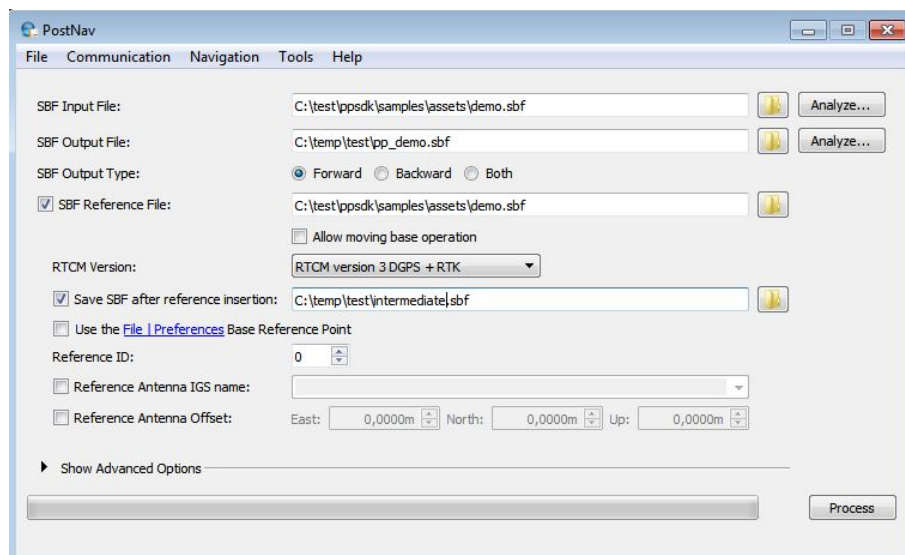 PostNav
File Communication Navigation Tools Help
SBF Input File: C:\test\ppsdk\samples\assets\demo.sbf Analyze...
SBF Output File: C:\temp\test\pp_demo.sbf Analyze...
SBF Output Type: Forward Backward Both
SBF Reference File: C:\test\ppsdk\samples\assets\demo.sbf
Allow moving base operation
RTCM Version: RTCM version 3 DGPS + RTK
Save SBF after reference insertion: C:\temp\test\intermediate.sbf
Use the File | Preferences Base Reference Point
Reference ID: 0
Reference Antenna IGS name:
Reference Antenna Offset: East: 0,0000m North: 0,0000m Up: 0,0000m
Show Advanced Options
Process